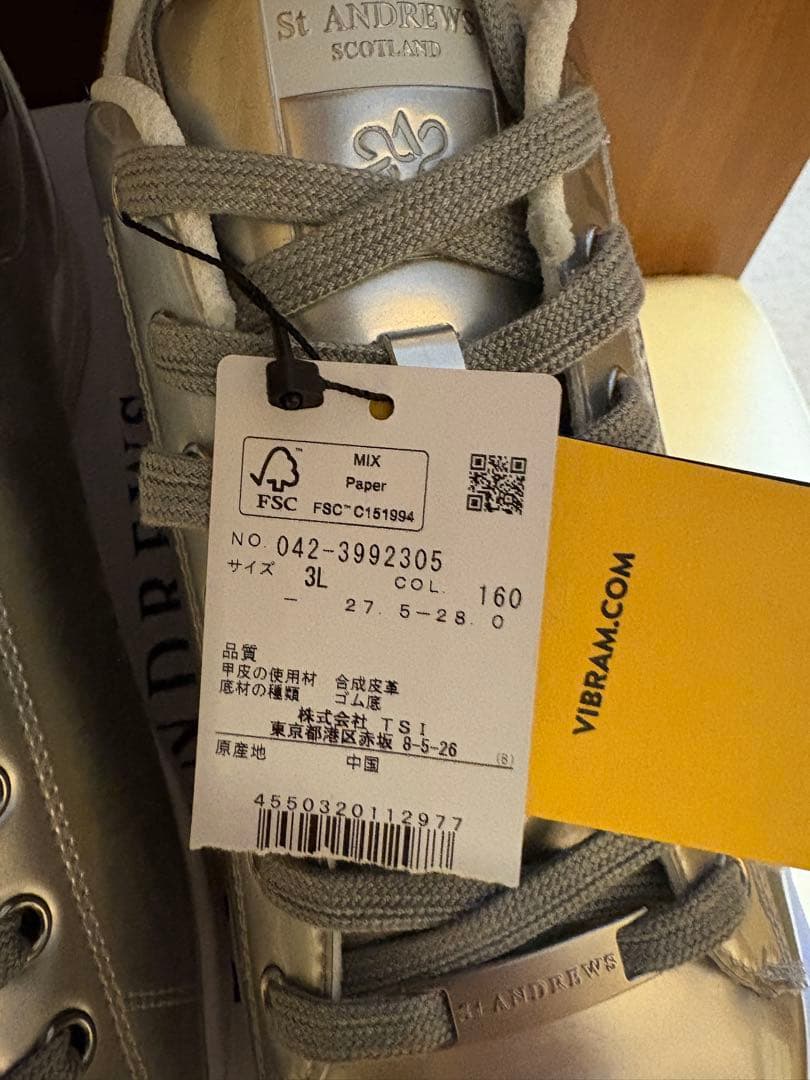 St ANDREWS
SCOTLAND
FSC™
MIX
Paper
FSC™ C151994
NO. 042-3992305
サイズ 3L COL. 160
– 27.5–28.0
品質
甲皮の使用材 合成皮革
底材の種類 ゴム底
株式会社 TSI
東京都港区赤坂 8-5-26 (8)
原産地 中国
4550320112977
VIBRAM.COM
St ANDREWS
NDREWS